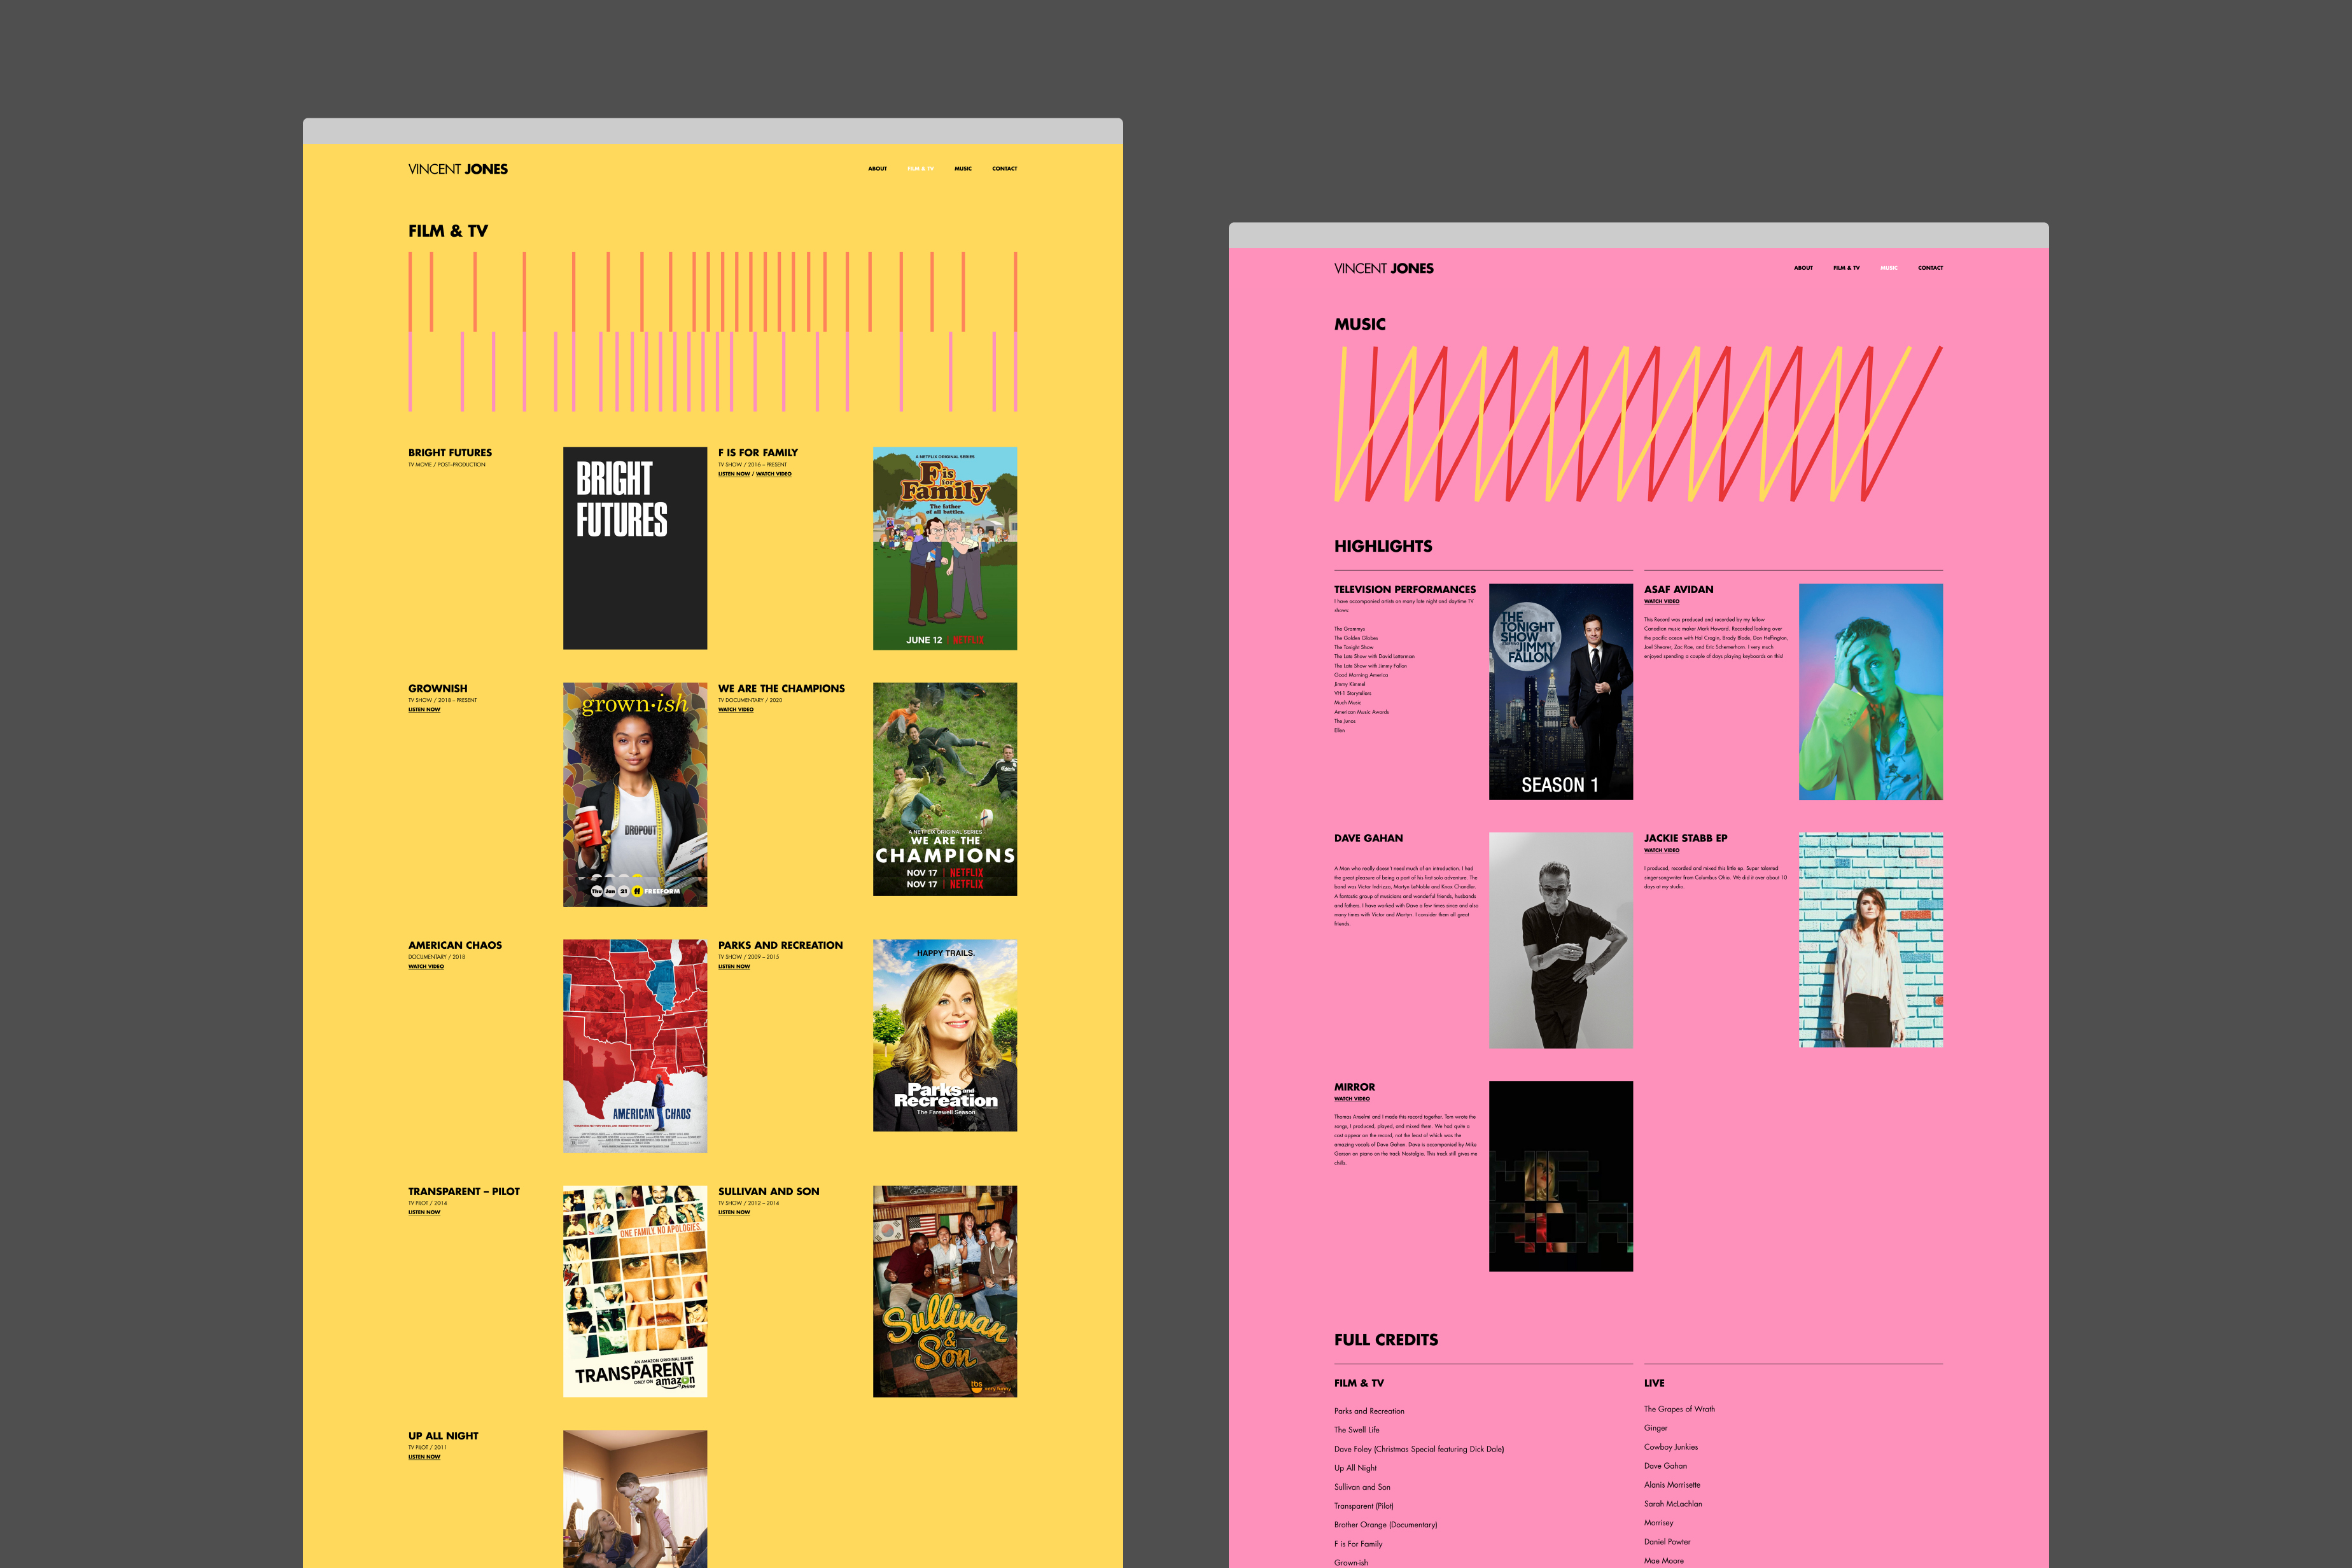 VINCENT JONES
ABOUT
FILM & TV
MUSIC
CONTACT
FILM & TV
BRIGHT FUTURES
TV MOVIE / POST-PRODUCTION
BRIGHT
FUTURES
F IS FOR FAMILY
TV SHOW / 2016 – PRESENT
LISTEN NOW / WATCH VIDEO
A NETFLIX ORIGINAL SERIES
F is
for
Family
The father
of all battles.
JUNE 12 | NETFLIX
GROWNISH
TV SHOW / 2018 – PRESENT
LISTEN NOW
grown•ish
DROPOUT
Thu Jan 21 ff FREEFORM
WE ARE THE CHAMPIONS
TV DOCUMENTARY / 2020
WATCH VIDEO
A NETFLIX ORIGINAL SERIES
WE ARE THE
CHAMPIONS
NOV 17 | NETFLIX
NOV 17 | NETFLIX
AMERICAN CHAOS
DOCUMENTARY / 2018
WATCH VIDEO
AMERICAN CHAOS
PARKS AND RECREATION
TV SHOW / 2009 – 2015
LISTEN NOW
HAPPY TRAILS.
Parks and
Recreation
The Farewell Season
TRANSPARENT – PILOT
TV PILOT / 2014
LISTEN NOW
ONE FAMILY. NO APOLOGIES.
AN AMAZON ORIGINAL SERIES
TRANSPARENT
ONLY ON amazon
Prime
SULLIVAN AND SON
TV SHOW / 2012 – 2014
LISTEN NOW
Sullivan
&
Son
tbs
very funny
UP ALL NIGHT
TV PILOT / 2011
LISTEN NOW
VINCENT JONES
ABOUT
FILM & TV
MUSIC
CONTACT
MUSIC
HIGHLIGHTS
TELEVISION PERFORMANCES
I have accompanied artists on many late night and daytime TV
shows:
The Grammys
The Golden Globes
The Tonight Show
The Late Show with David Letterman
The Late Show with Jimmy Fallon
Good Morning America
Jimmy Kimmel
VH-1 Storytellers
Much Music
American Music Awards
The Junos
Ellen
THE
TONIGHT
SHOW
JIMMY
FALLON
SEASON 1
ASAF AVIDAN
WATCH VIDEO
This Record was produced and recorded by my fellow
Canadian music maker Mark Howard. Recorded looking over
the pacific ocean with Hal Cragin, Brady Blade, Don Heffington,
Joel Shearer, Zac Rae, and Eric Schemerhorn. I very much
enjoyed spending a couple of days playing keyboards on this!
DAVE GAHAN
A Man who really doesn't need much of an introduction. I had
the great pleasure of being a part of his first solo adventure. The
band was Victor Indrizzo, Martyn LeNoble and Knox Chandler.
A fantastic group of musicians and wonderful friends, husbands
and fathers. I have worked with Dave a few times since and also
many times with Victor and Martyn. I consider them all great
friends.
JACKIE STABB EP
WATCH VIDEO
I produced, recorded and mixed this little ep. Super talented
singer-songwriter from Columbus Ohio. We did it over about 10
days at my studio.
MIRROR
WATCH VIDEO
Thomas Anselmi and I made this record together. Tom wrote the
songs, I produced, played, and mixed them. We had quite a
cast appear on the record, not the least of which was the
amazing vocals of Dave Gahan. Dave is accompanied by Mike
Garson on piano on the track Nostalgia. This track still gives me
chills.
FULL CREDITS
FILM & TV
Parks and Recreation
The Swell Life
Dave Foley (Christmas Special featuring Dick Dale)
Up All Night
Sullivan and Son
Transparent (Pilot)
Brother Orange (Documentary)
F is For Family
Grown-ish
LIVE
The Grapes of Wrath
Ginger
Cowboy Junkies
Dave Gahan
Alanis Morrisette
Sarah McLachlan
Morrisey
Daniel Powter
Mae Moore